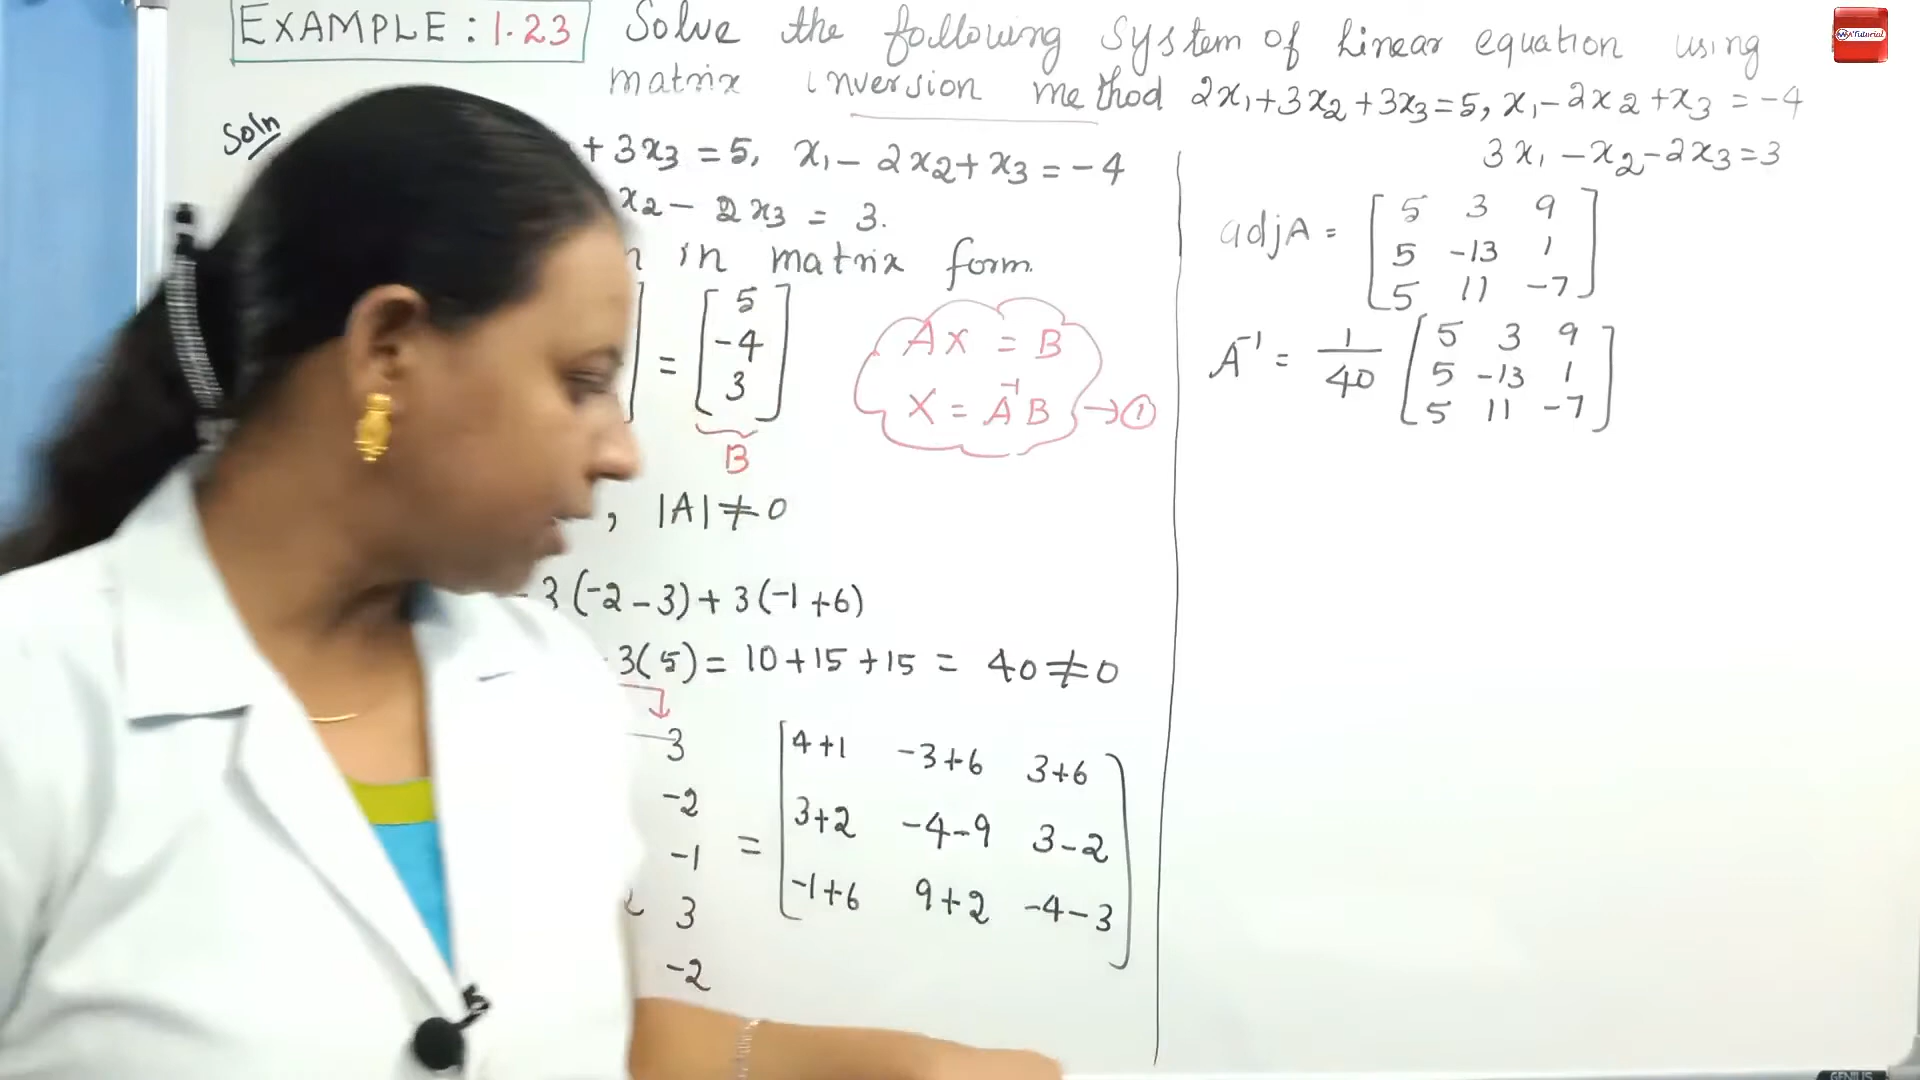 EXAMPLE : 1.23 Solve the following System of Linear equation using
matrix inversion method 2x₁+3x₂+3x₃=5, x₁-2x₂+x₃=-4
3x₁-x₂-2x₃=3
Soln
+3x₃=5, x₁-2x₂+x₃=-4
x₂-2x₃=3.
in matrix form
= [5
-4
3]
B
AX = B
X = A⁻¹B → ①
, |A| ≠ 0
3(-2-3)+3(-1+6)
3(5) = 10+15+15 = 40 ≠ 0
3
-2
-1
3
-2
= [4+1 -3+6 3+6
3+2 -4-9 3-2
-1+6 9+2 -4-3]
adjA = [5 3 9
5 -13 1
5 11 -7]
A⁻¹ = 1/40 [5 3 9
5 -13 1
5 11 -7]